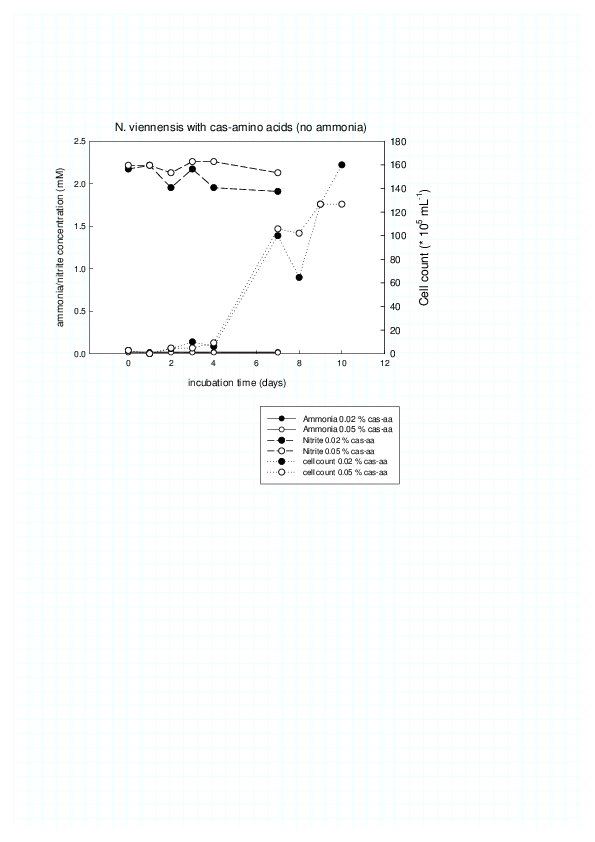 N. viennensis with cas-amino acids (no ammonia)
ammonia/nitrite concentration (mM)
2.5
2.0
1.5
1.0
0.5
0.0
180
160
140
120
100
80
60
40
20
0
Cell count (* 10⁵ mL⁻¹)
0 2 4 6 8 10 12
incubation time (days)
Ammonia 0.02 % cas-aa
Ammonia 0.05 % cas-aa
Nitrite 0.02 % cas-aa
Nitrite 0.05 % cas-aa
cell count 0.02 % cas-aa
cell count 0.05 % cas-aa